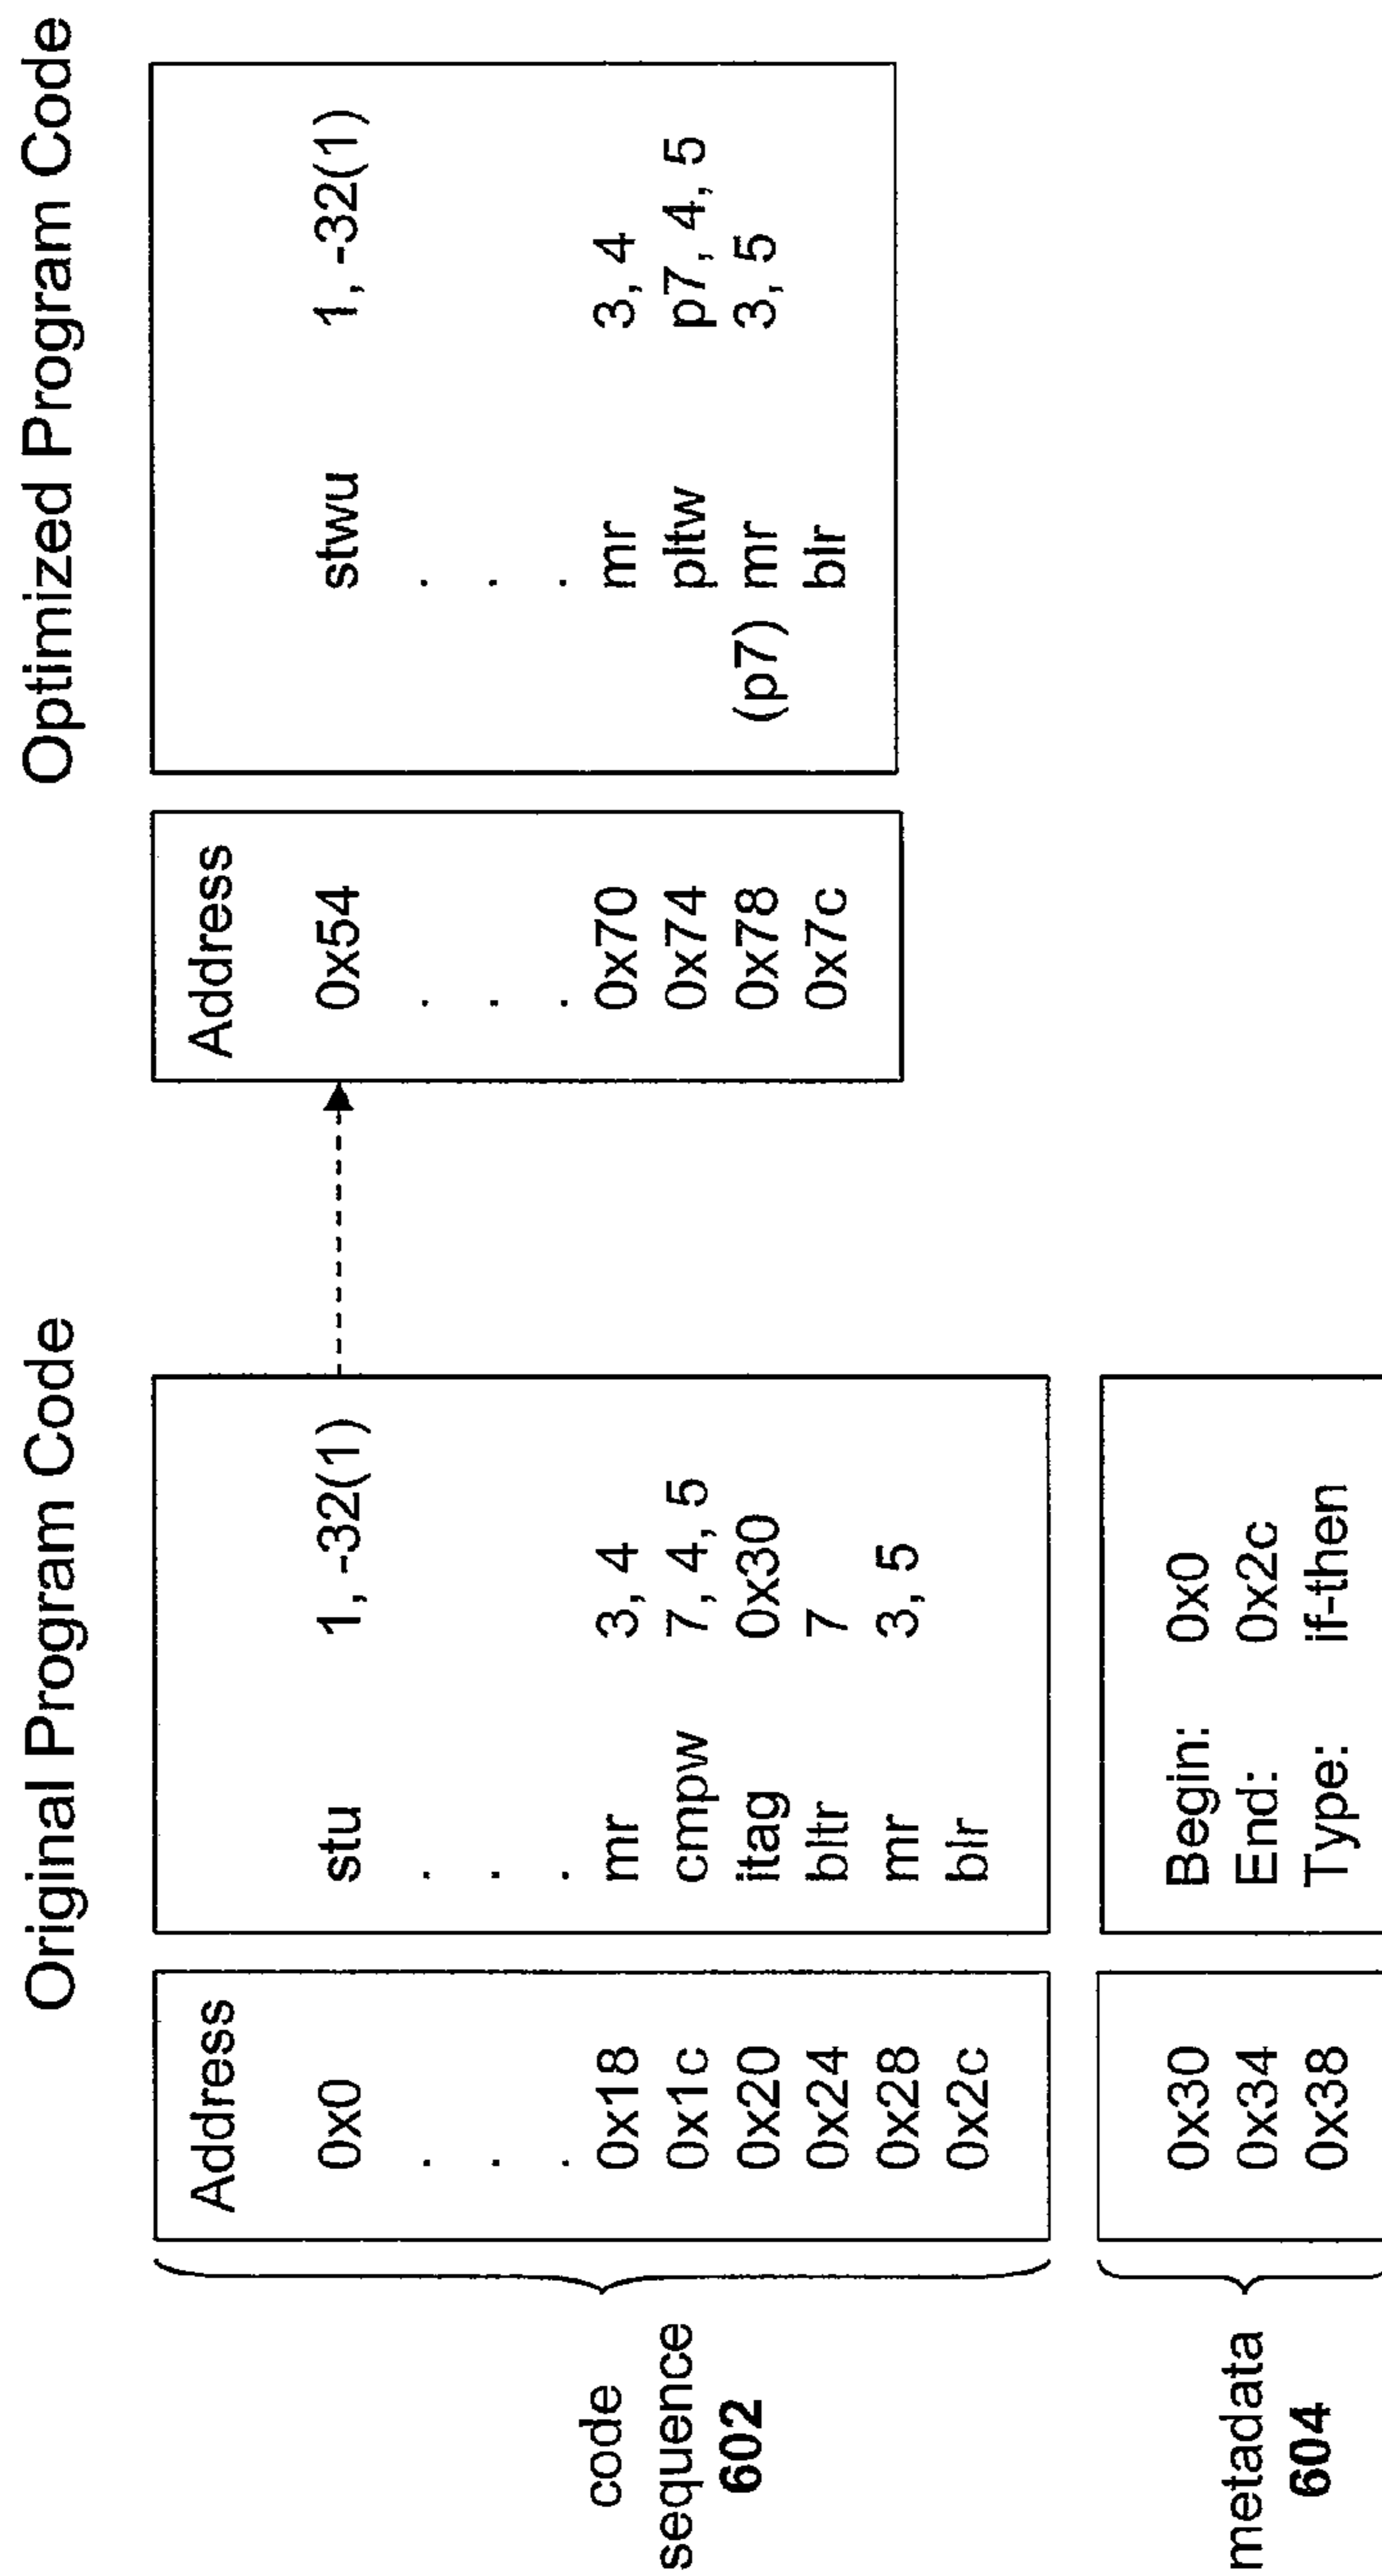 Original Program Code
Optimized Program Code
code
sequence
602
Address
0x0 stu 1, -32(1)
. .
. .
. .
0x18 mr 3, 4
0x1c cmpw 7, 4, 5
0x20 itag 0x30
0x24 bltr 7
0x28 mr 3, 5
0x2c blr
Address
0x54 stwu 1, -32(1)
. .
. .
. .
0x70 mr 3, 4
0x74 pltw p7, 4, 5
0x78 (p7) mr 3, 5
0x7c blr
metadata
604
0x30 Begin: 0x0
0x34 End: 0x2c
0x38 Type: if-then